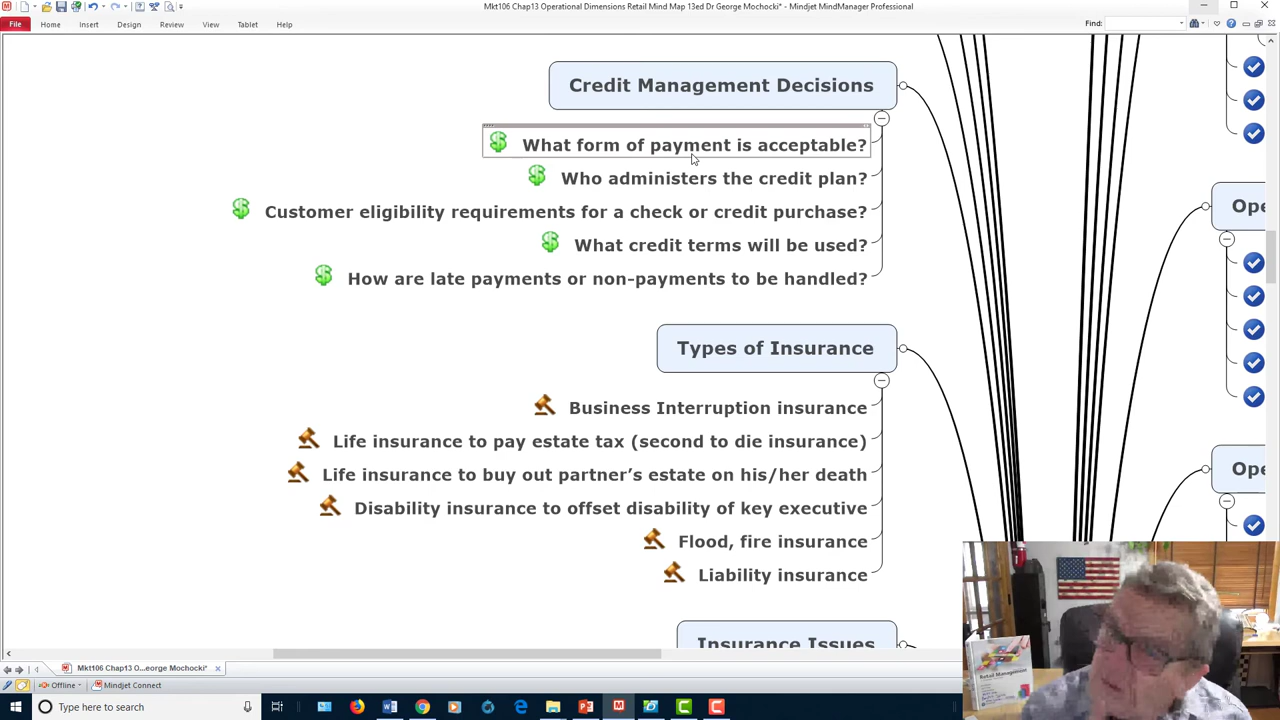 Mkt106 Chap13 Operational Dimensions Retail Mind Map 13ed Dr George Mochocki* - Mindjet MindManager Professional
File Home Insert Design Review View Tablet Help Find:
Credit Management Decisions
What form of payment is acceptable?
Who administers the credit plan?
Customer eligibility requirements for a check or credit purchase?
What credit terms will be used?
How are late payments or non-payments to be handled?
Types of Insurance
Business Interruption insurance
Life insurance to pay estate tax (second to die insurance)
Life insurance to buy out partner’s estate on his/her death
Disability insurance to offset disability of key executive
Flood, fire insurance
Liability insurance
Insurance Issues
Ope
Ope
Retail Management
Mkt106 Chap13 O...eorge Mochocki*
Offline Mindjet Connect
Type here to search